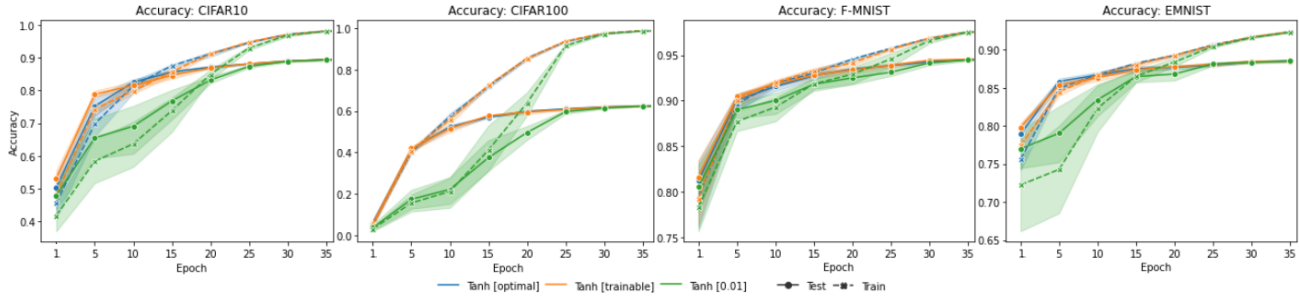 Accuracy: CIFAR10
Accuracy: CIFAR100
Accuracy: F-MNIST
Accuracy: EMNIST
Accuracy
1.0
0.9
0.8
0.7
0.6
0.5
0.4
1 5 10 15 20 25 30 35
Epoch
1.0
0.8
0.6
0.4
0.2
0.0
1 5 10 15 20 25 30 35
Epoch
0.95
0.90
0.85
0.80
0.75
1 5 10 15 20 25 30 35
Epoch
0.90
0.85
0.80
0.75
0.70
0.65
1 5 10 15 20 25 30 35
Epoch
Tanh [optimal] Tanh [trainable] Tanh [0.01] Test Train